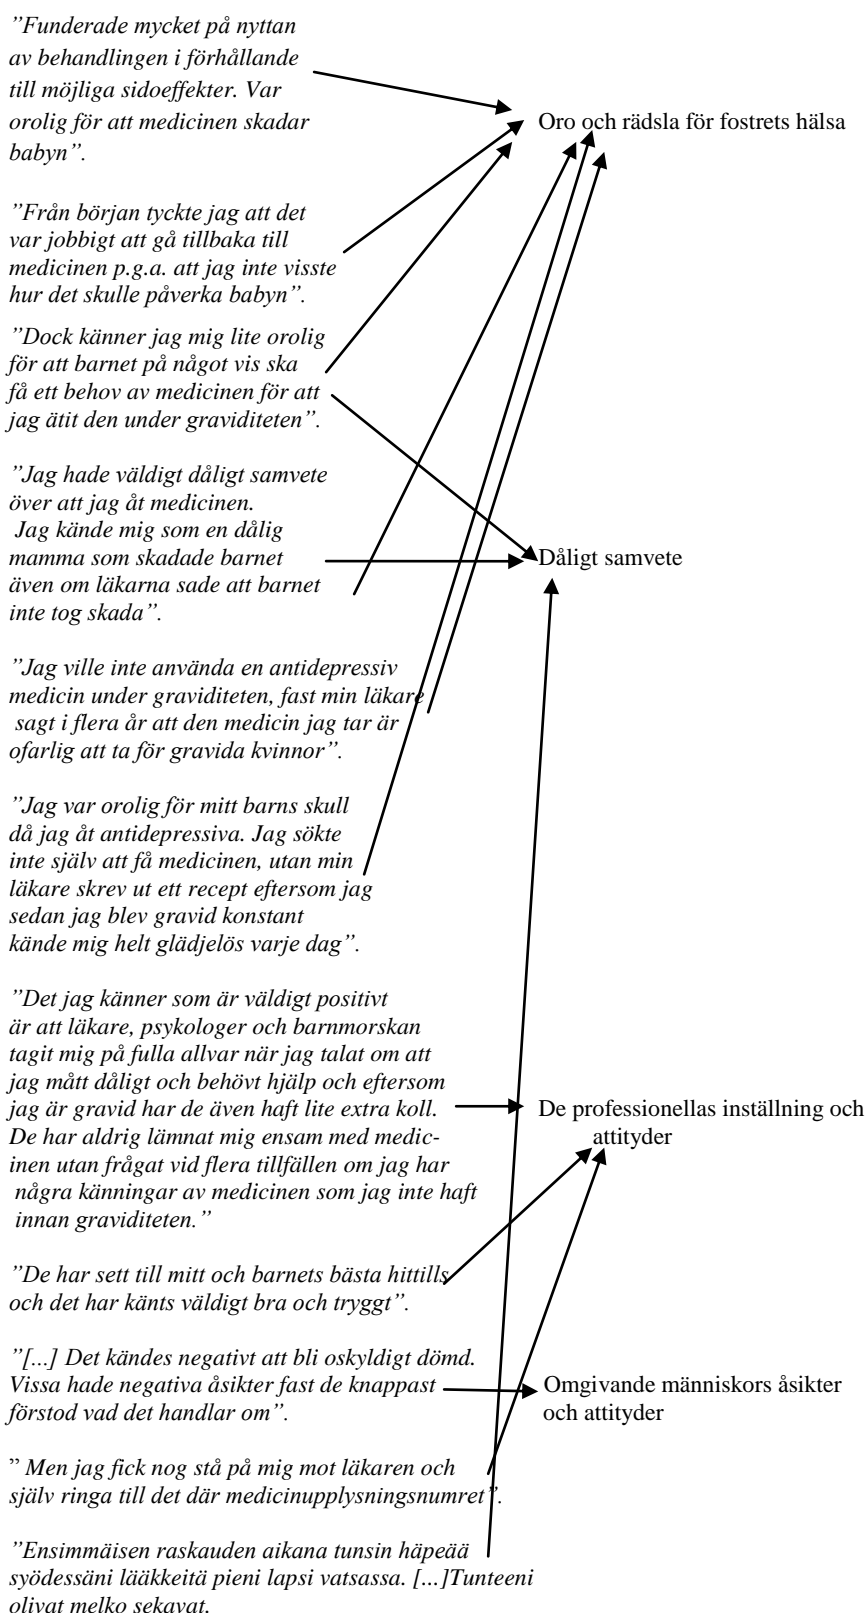 ”Funderade mycket på nyttan
av behandlingen i förhållande
till möjliga sidoeffekter. Var
orolig för att medicinen skadar
babyn”.
Oro och rädsla för fostrets hälsa
”Från början tyckte jag att det
var jobbigt att gå tillbaka till
medicinen p.g.a. att jag inte visste
hur det skulle påverka babyn”.
”Dock känner jag mig lite orolig
för att barnet på något vis ska
få ett behov av medicinen för att
jag ätit den under graviditeten”.
”Jag hade väldigt dåligt samvete
över att jag åt medicinen.
Jag kände mig som en dålig
mamma som skadade barnet
även om läkarna sade att barnet
inte tog skada”.
Dåligt samvete
”Jag ville inte använda en antidepressiv
medicin under graviditeten, fast min läkare
sagt i flera år att den medicin jag tar är
ofarlig att ta för gravida kvinnor”.
”Jag var orolig för mitt barns skull
då jag åt antidepressiva. Jag sökte
inte själv att få medicinen, utan min
läkare skrev ut ett recept eftersom jag
sedan jag blev gravid konstant
kände mig helt glädjelös varje dag”.
”Det jag känner som är väldigt positivt
är att läkare, psykologer och barnmorskan
tagit mig på fulla allvar när jag talat om att
jag mått dåligt och behövt hjälp och eftersom
jag är gravid har de även haft lite extra koll.
De har aldrig lämnat mig ensam med medic-
inen utan frågat vid flera tillfällen om jag har
några känningar av medicinen som jag inte haft
innan graviditeten.”
De professionellas inställning och
attityder
”De har sett till mitt och barnets bästa hittills
och det har känts väldigt bra och tryggt”.
”[...] Det kändes negativt att bli oskyldigt dömd.
Vissa hade negativa åsikter fast de knappast
förstod vad det handlar om”.
Omgivande människors åsikter
och attityder
” Men jag fick nog stå på mig mot läkaren och
själv ringa till det där medicinupplysningsnumret”.
”Ensimmäisen raskauden aikana tunsin häpeää
syödessäni lääkkeitä pieni lapsi vatsassa. [...]Tunteeni
olivat melko sekavat.